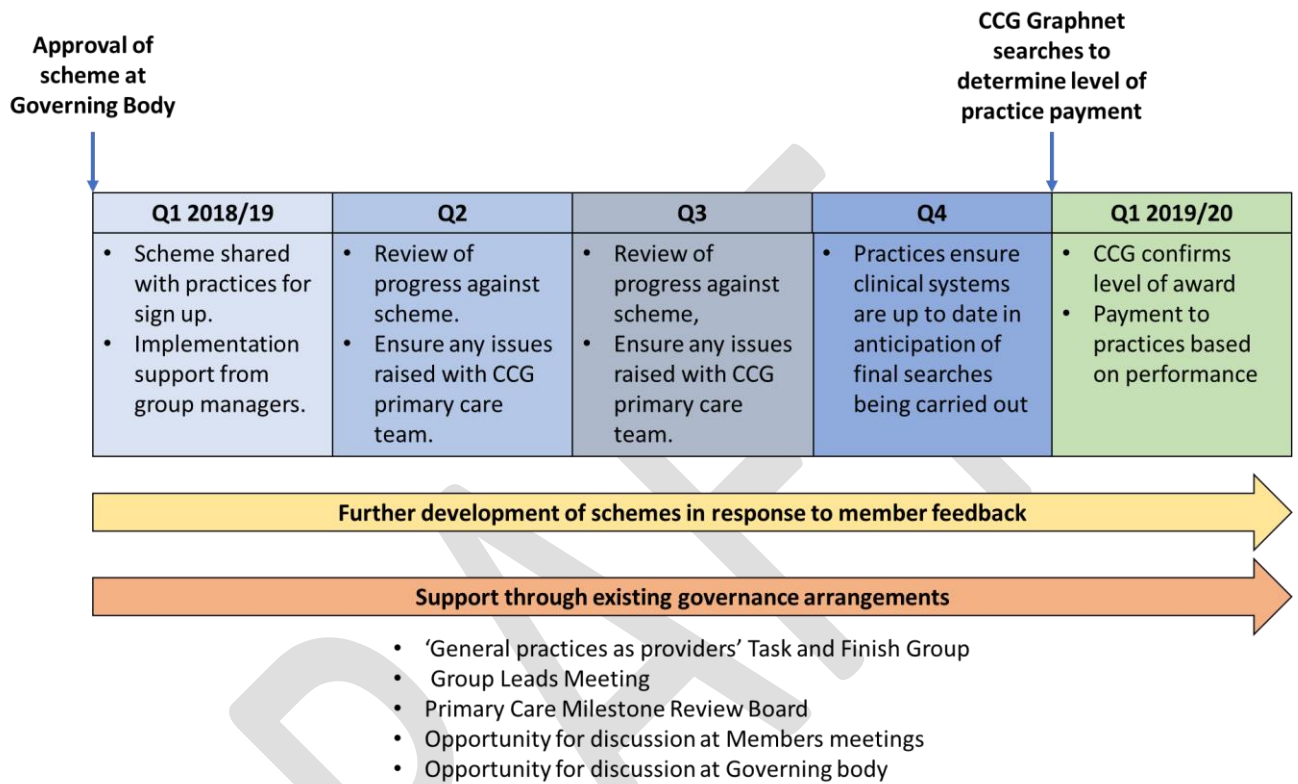 Approval of
scheme at
Governing Body
CCG Graphnet
searches to
determine level of
practice payment
Q1 2018/19
• Scheme shared
with practices for
sign up.
• Implementation
support from
group managers.
Q2
• Review of
progress against
scheme.
• Ensure any issues
raised with CCG
primary care
team.
Q3
• Review of
progress against
scheme,
• Ensure any issues
raised with CCG
primary care
team.
Q4
• Practices ensure
clinical systems
are up to date in
anticipation of
final searches
being carried out
Q1 2019/20
• CCG confirms
level of award
• Payment to
practices based
on performance
Further development of schemes in response to member feedback
Support through existing governance arrangements
• ‘General practices as providers’ Task and Finish Group
• Group Leads Meeting
• Primary Care Milestone Review Board
• Opportunity for discussion at Members meetings
• Opportunity for discussion at Governing body
DRAFT